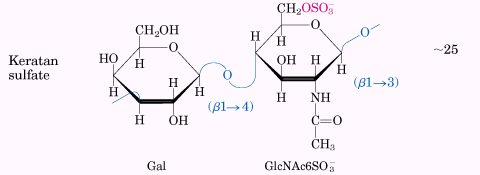 Keratan
sulfate
CH₂OH
O
HO
H
H
H
H
H
OH
O
(β1→4)
Gal
CH₂OSO₃⁻
O
H
H
OH
H
H
H
NH
C=O
CH₃
O
(β1→3)
GlcNAc6SO₃⁻
~25